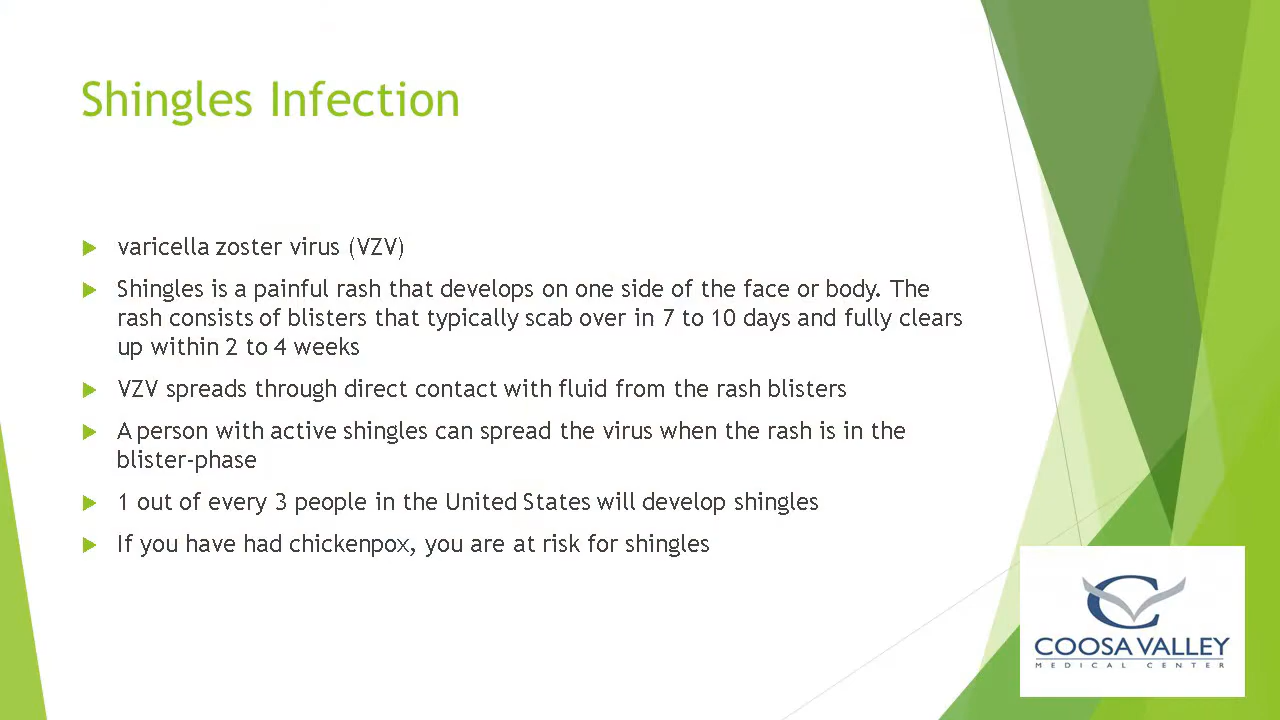 Shingles Infection
varicella zoster virus (VZV)
Shingles is a painful rash that develops on one side of the face or body. The
rash consists of blisters that typically scab over in 7 to 10 days and fully clears
up within 2 to 4 weeks
VZV spreads through direct contact with fluid from the rash blisters
A person with active shingles can spread the virus when the rash is in the
blister-phase
1 out of every 3 people in the United States will develop shingles
If you have had chickenpox, you are at risk for shingles
COOSA VALLEY
MEDICAL CENTER